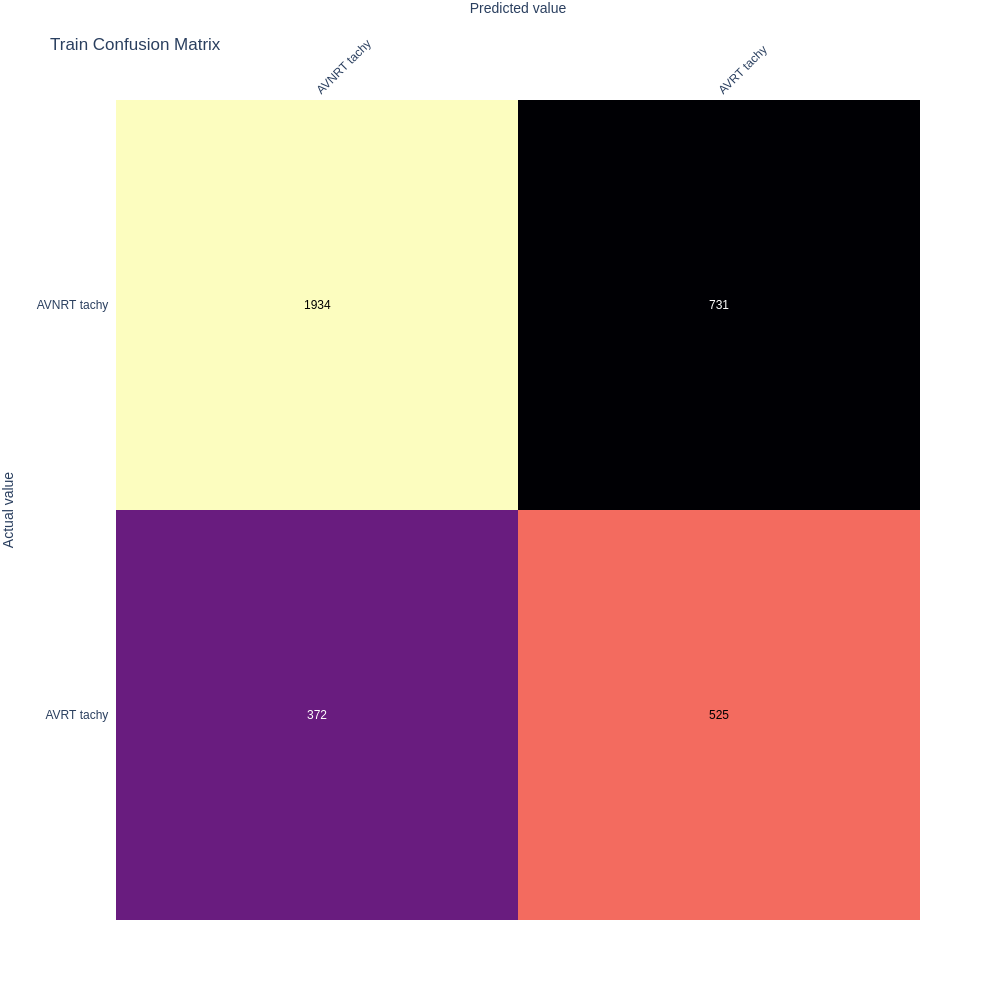 Predicted value
Train Confusion Matrix
AVNRT tachy
AVRT tachy
AVNRT tachy
1934
731
Actual value
AVRT tachy
372
525